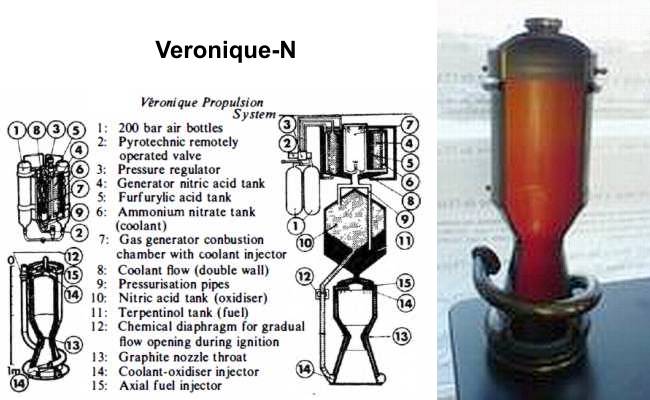 Veronique-N
Véronique Propulsion
System
1: 200 bar air bottles
2: Pyrotechnic remotely
operated valve
3: Pressure regulator
4: Generator nitric acid tank
5: Furfurylic acid tank
6: Ammonium nitrate tank
(coolant)
7: Gas generator conbustion
chamber with coolant injector
8: Coolant flow (double wall)
9: Pressurisation pipes
10: Nitric acid tank (oxidiser)
11: Terpentinol tank (fuel)
12: Chemical diaphragm for gradual
flow opening during ignition
13: Graphite nozzle throat
14: Coolant-oxidiser injector
15: Axial fuel injector
1 8 3 5
4
6
7
9
2
12
0
15
14
13
1m
14
3
7
2
4
5
6
8
1
9
10
11
12
15
14
13
14